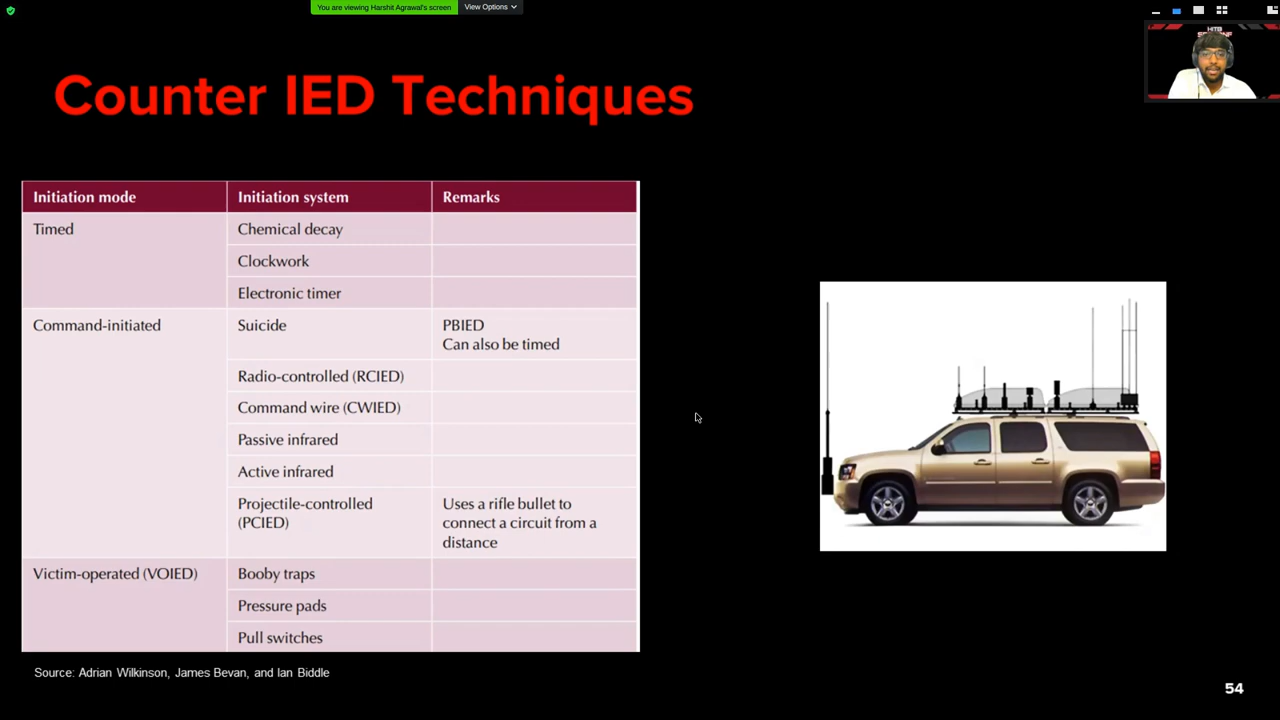 You are viewing Harshit Agrawal's screen
View Options
Counter IED Techniques
Initiation mode
Initiation system
Remarks
Timed
Chemical decay
Clockwork
Electronic timer
Command-initiated
Suicide
PBIED
Can also be timed
Radio-controlled (RCIED)
Command wire (CWIED)
Passive infrared
Active infrared
Projectile-controlled
(PCIED)
Uses a rifle bullet to
connect a circuit from a
distance
Victim-operated (VOIED)
Booby traps
Pressure pads
Pull switches
Source: Adrian Wilkinson, James Bevan, and Ian Biddle
54